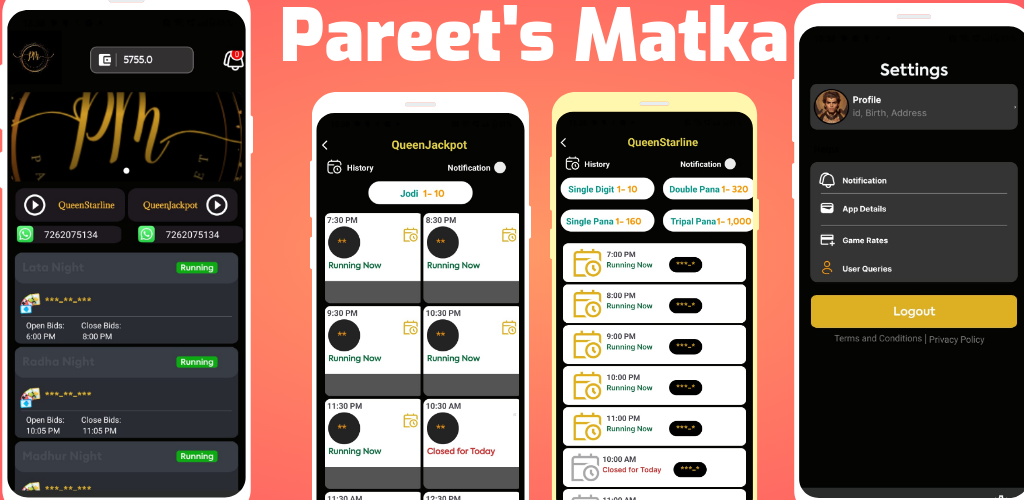 Pareet's Matka
Pm
5755.0
0
Pm
QueenStarline
QueenJackpot
7262075134
7262075134
Lata Night
Running
***-**-***
Open Bids:
Close Bids:
6:00 PM
8:00 PM
Radha Night
Running
***-**-***
Open Bids:
Close Bids:
10:05 PM
11:05 PM
Madhur Night
Running
QueenJackpot
History
Notification
Jodi 1- 10
7:30 PM
**
Running Now
8:30 PM
**
Running Now
9:30 PM
**
Running Now
10:30 PM
**
Running Now
11:30 PM
**
Running Now
10:30 AM
**
Closed for Today
11:30 AM
12:30 PM
QueenStarline
History
Notification
Single Digit 1- 10
Double Pana 1- 320
Single Pana 1- 160
Tripal Pana 1- 1,000
7:00 PM
Running Now
***-*
8:00 PM
Running Now
***-*
9:00 PM
Running Now
***-*
10:00 PM
Running Now
***-*
11:00 PM
Running Now
***-*
10:00 AM
Closed for Today
***-*
11:00 AM
Settings
Profile
id, Birth, Address
Notification
App Details
Game Rates
User Queries
Logout
Terms and Conditions | Privacy Policy